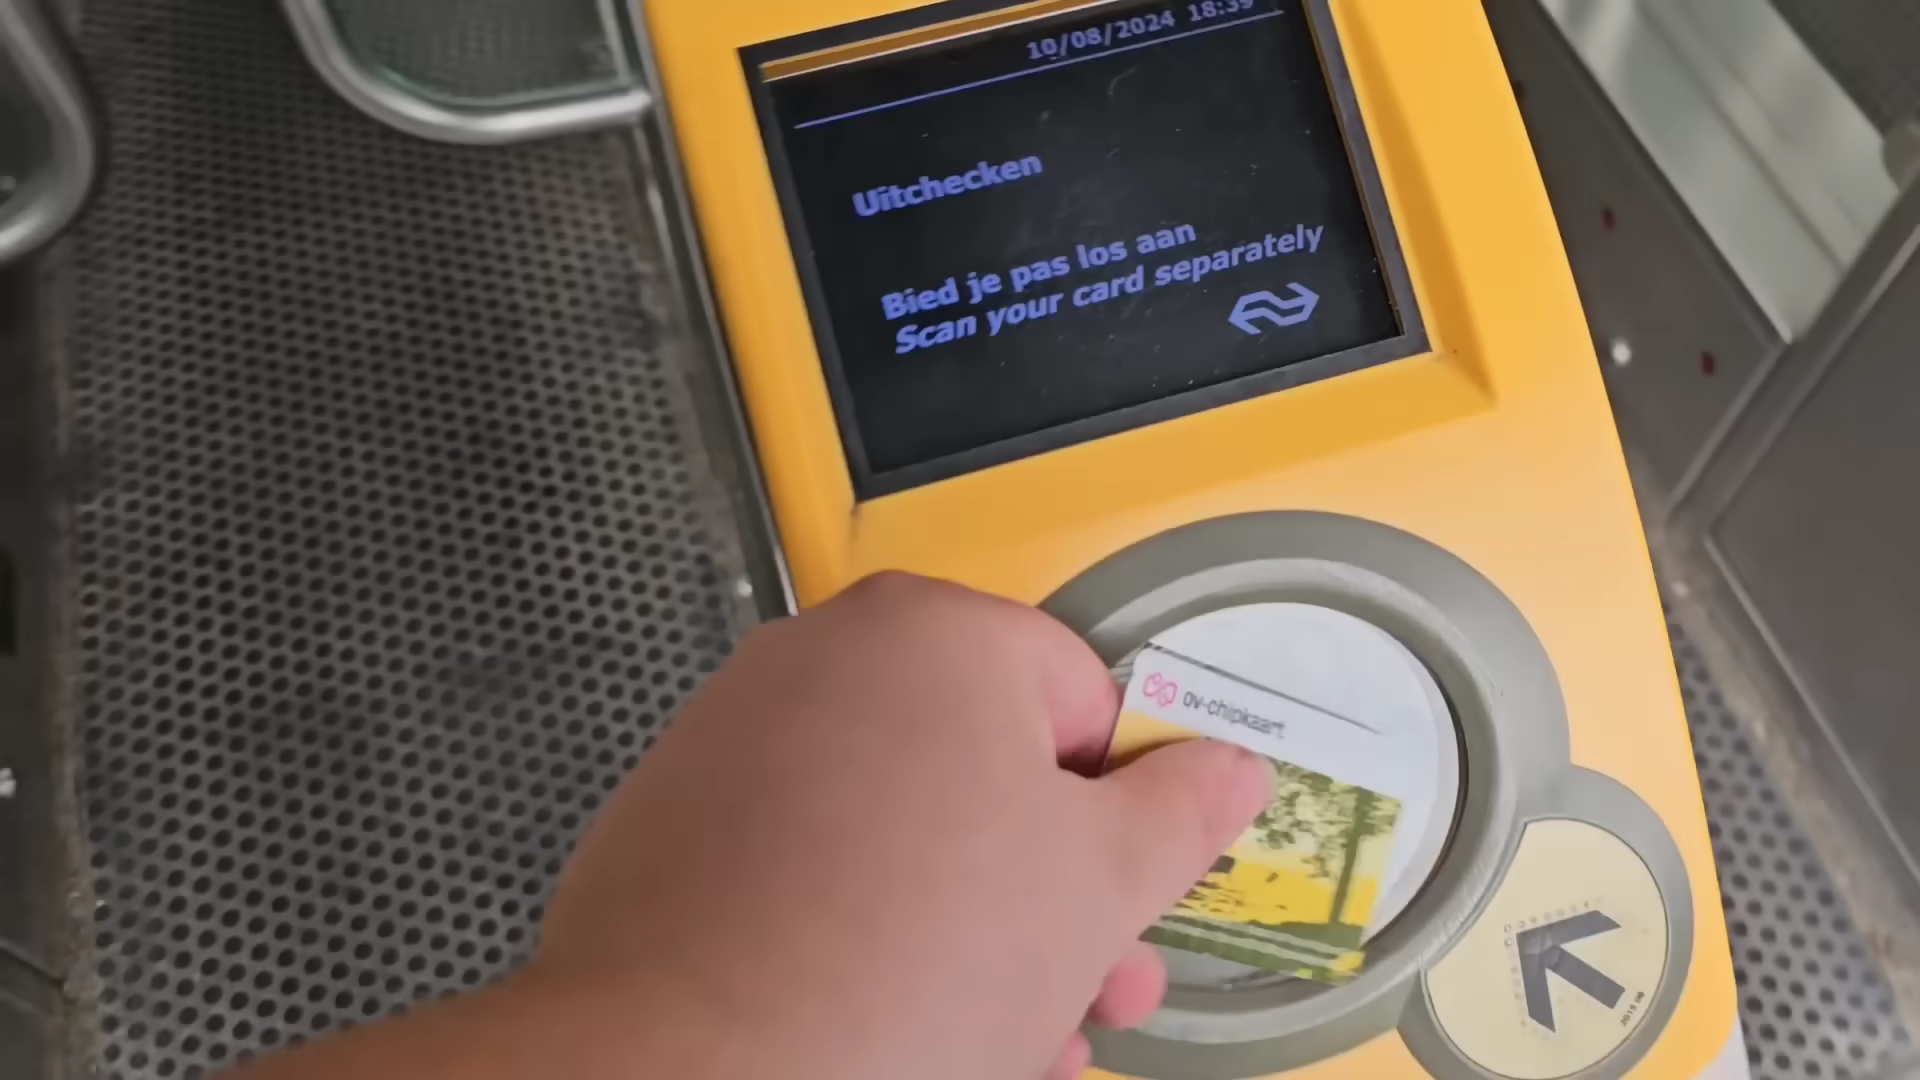 10/08/2024 18:39
Uitchecken
Bied je pas los aan
Scan your card separately
ov-chipkaart